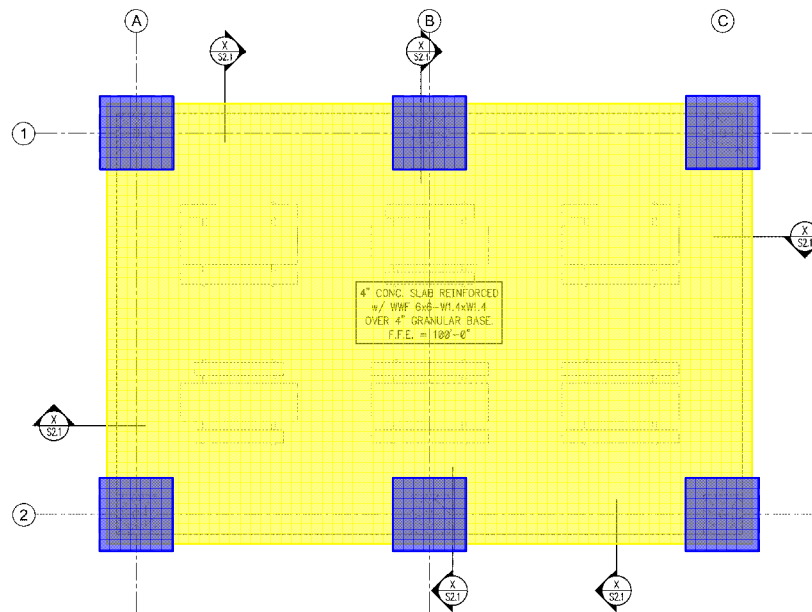 A
B
C
X
S2.1
X
S2.1
1
X
S2.1
4" CONC. SLAB REINFORCED
w/ WWF 6x6-W1.4xW1.4
OVER 4" GRANULAR BASE
F.F.E. = 100'-0"
X
S2.1
2
X
S2.1
X
S2.1